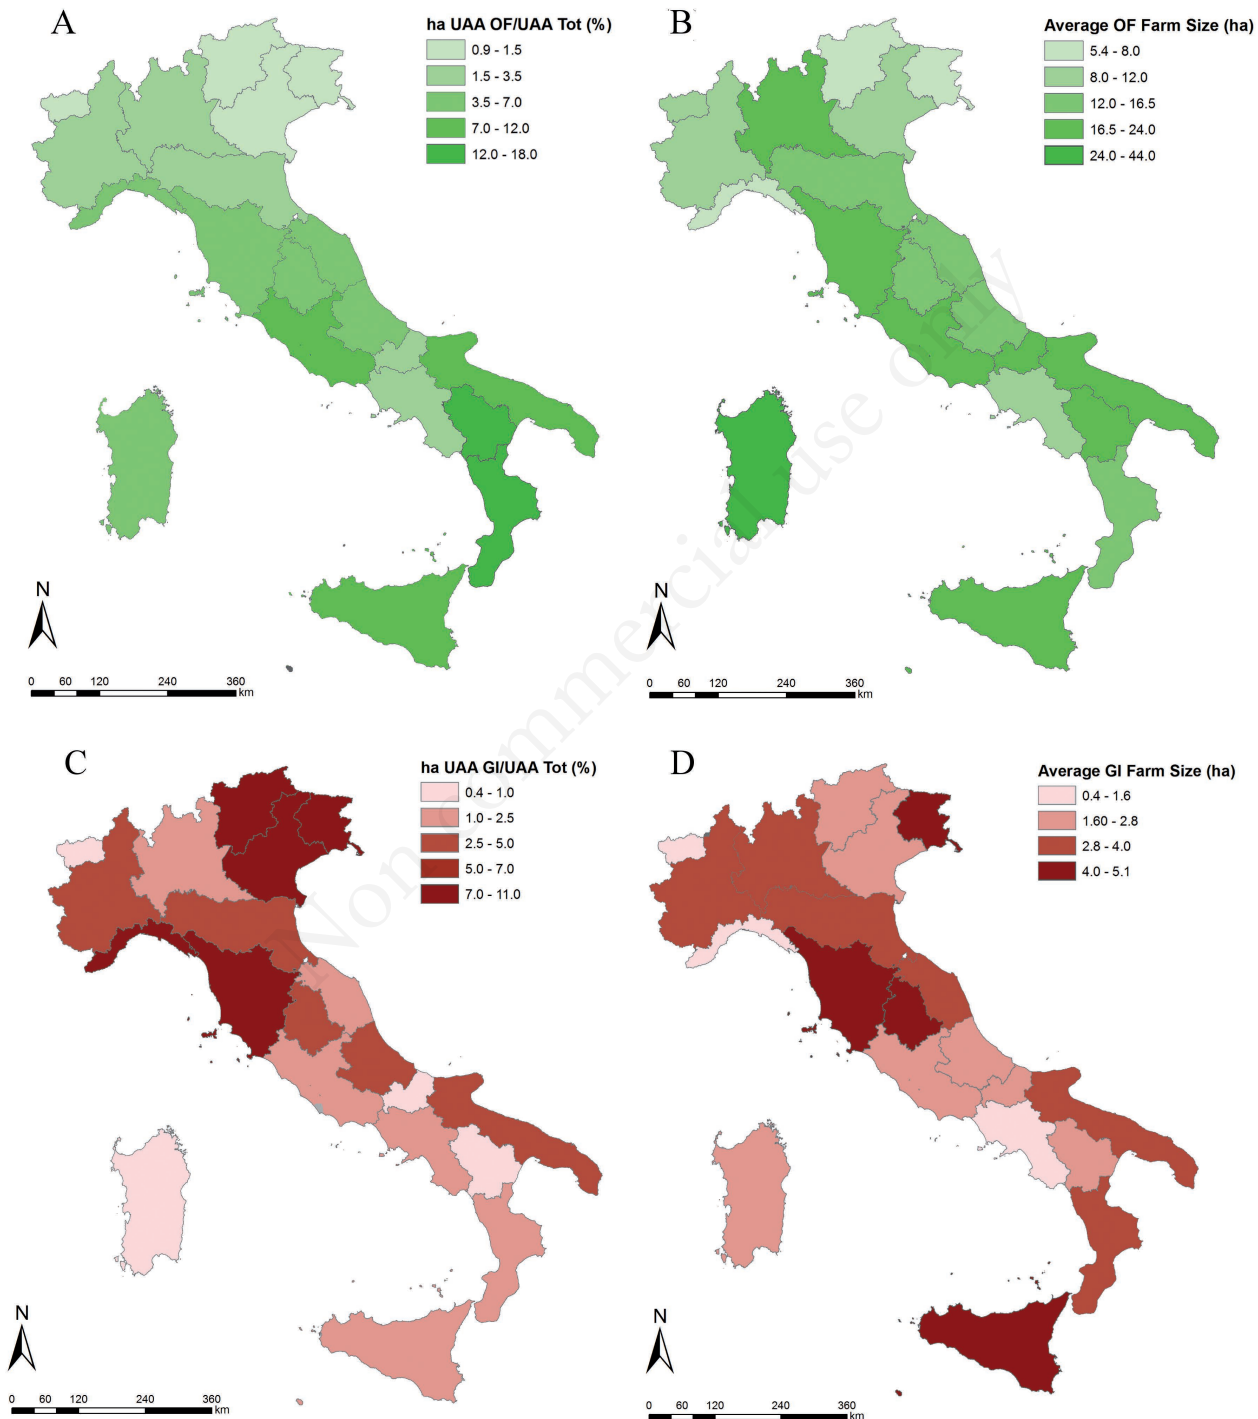 A
ha UAA OF/UAA Tot (%)
0.9 - 1.5
1.5 - 3.5
3.5 - 7.0
7.0 - 12.0
12.0 - 18.0
N
0 60 120 240 360
km
B
Average OF Farm Size (ha)
5.4 - 8.0
8.0 - 12.0
12.0 - 16.5
16.5 - 24.0
24.0 - 44.0
N
0 60 120 240 360
km
C
ha UAA GI/UAA Tot (%)
0.4 - 1.0
1.0 - 2.5
2.5 - 5.0
5.0 - 7.0
7.0 - 11.0
N
0 60 120 240 360
km
D
Average GI Farm Size (ha)
0.4 - 1.6
1.60 - 2.8
2.8 - 4.0
4.0 - 5.1
N
0 60 120 240 360
km
Non commercial use only